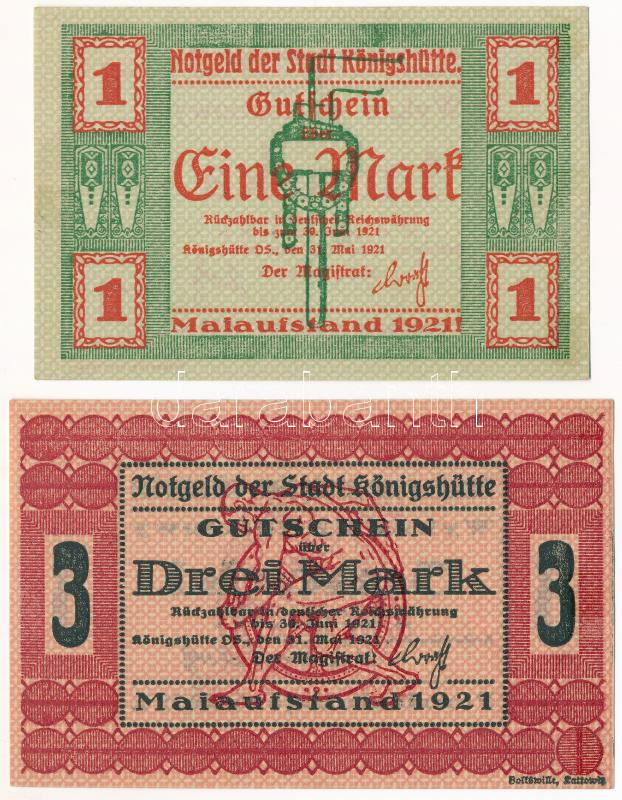 1 Notgeld der Stadt Königshütte. 1
Gutschein
über
Eine Mark
Rückzahlbar in deutscher Reichswährung
bis zum 30. Juni 1921
Königshütte OS., den 31. Mai 1921
Der Magistrat:
1 1
Maiaufstand 1921!
darabanth
Notgeld der Stadt Königshütte
GUTSCHEIN
über
3 Drei Mark 3
Rückzahlbar in deutscher Reichswährung
bis 30. Juni 1921
Königshütte OS., den 31. Mai 1921
Der Magistrat:
Maiaufstand 1921
Volkswille, Kattowitz